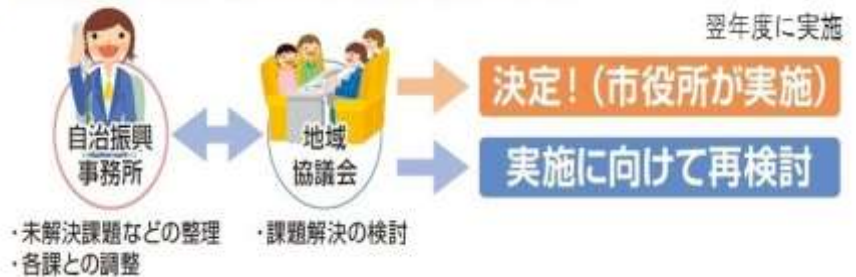 翌年度に実施
決定！（市役所が実施）
自治振興
事務所
地域
協議会
実施に向けて再検討
・未解決課題などの整理
・各課との調整
・課題解決の検討